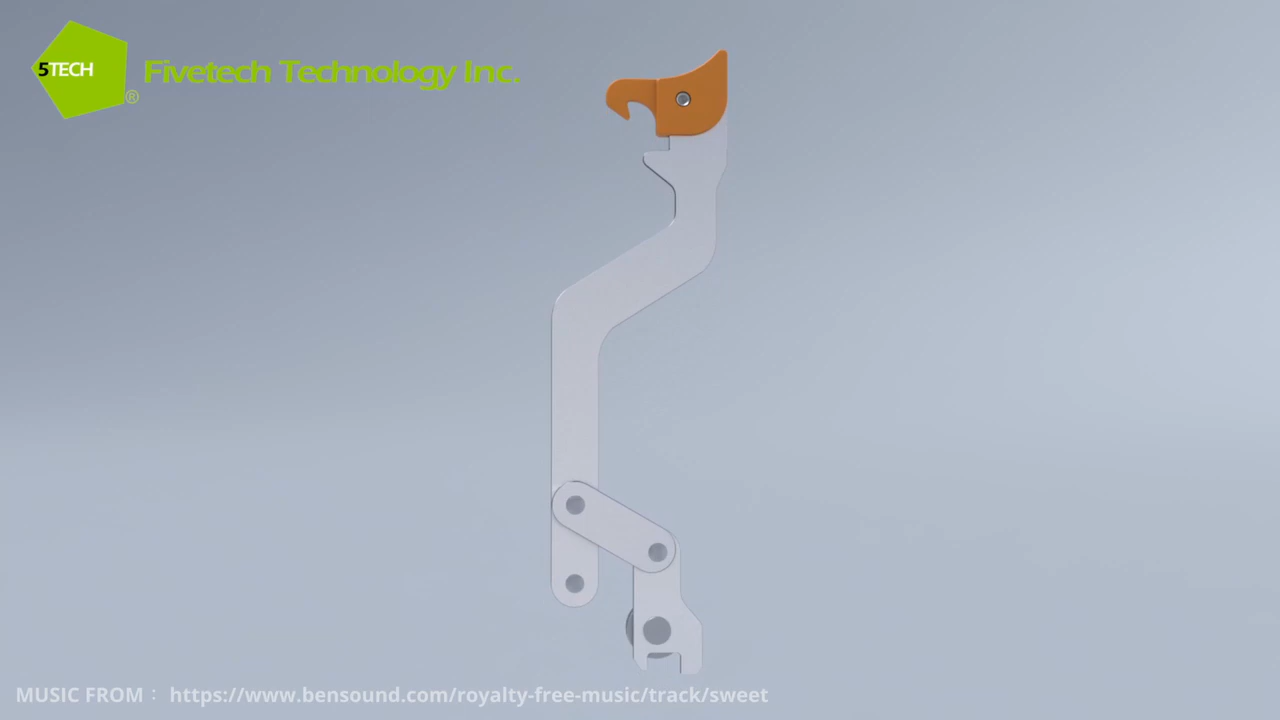 5TECH
®
Fivetech Technology Inc.
MUSIC FROM： https://www.bensound.com/royalty-free-music/track/sweet